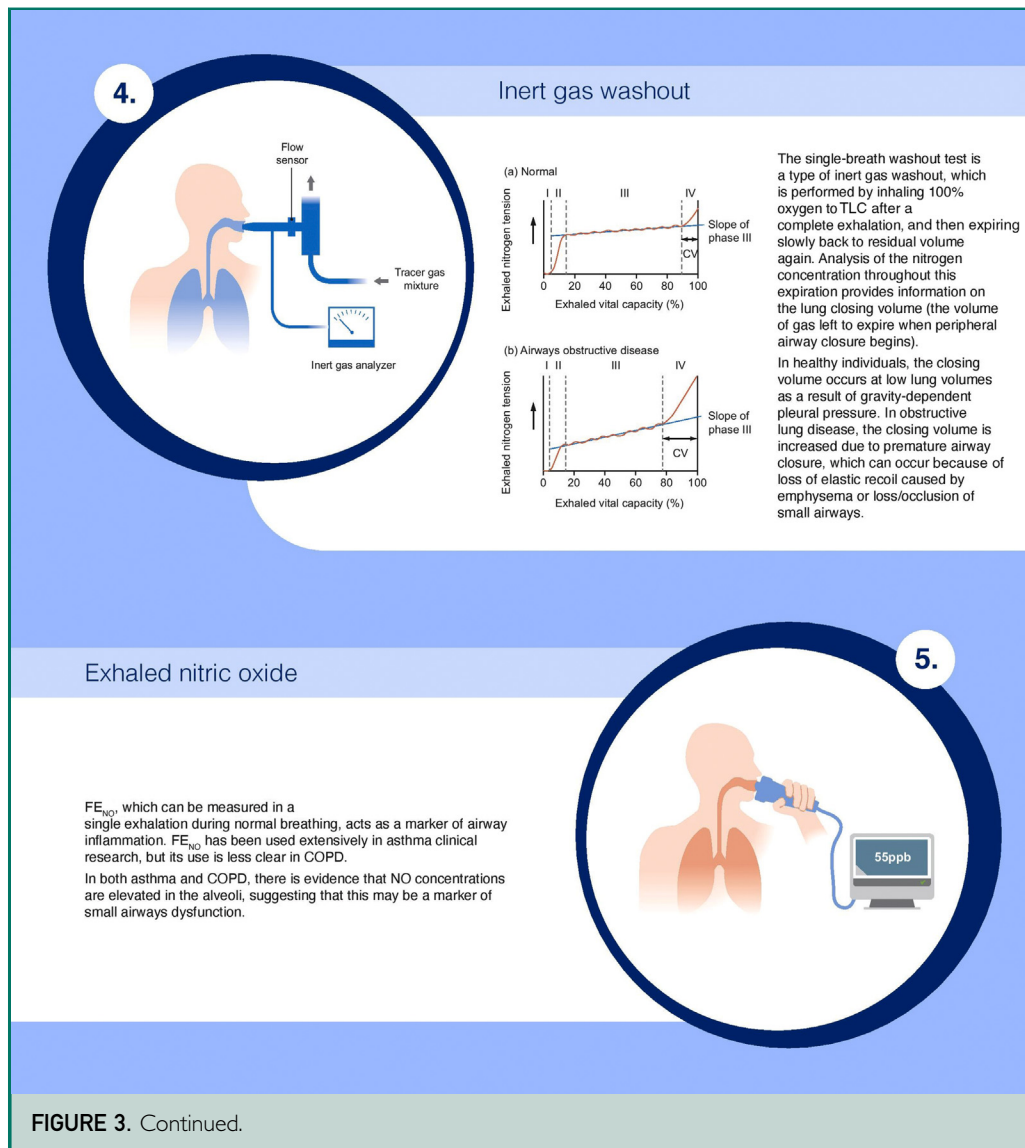 4.
Inert gas washout
Flow
sensor
Tracer gas
mixture
Inert gas analyzer
(a) Normal
I II III IV
Exhaled nitrogen tension
Slope of
phase III
CV
0 20 40 60 80 100
Exhaled vital capacity (%)
(b) Airways obstructive disease
I II III IV
Exhaled nitrogen tension
Slope of
phase III
CV
0 20 40 60 80 100
Exhaled vital capacity (%)
The single-breath washout test is
a type of inert gas washout, which
is performed by inhaling 100%
oxygen to TLC after a
complete exhalation, and then expiring
slowly back to residual volume
again. Analysis of the nitrogen
concentration throughout this
expiration provides information on
the lung closing volume (the volume
of gas left to expire when peripheral
airway closure begins).
In healthy individuals, the closing
volume occurs at low lung volumes
as a result of gravity-dependent
pleural pressure. In obstructive
lung disease, the closing volume is
increased due to premature airway
closure, which can occur because of
loss of elastic recoil caused by
emphysema or loss/occlusion of
small airways.
Exhaled nitric oxide
5.
FE_NO, which can be measured in a
single exhalation during normal breathing, acts as a marker of airway
inflammation. FE_NO has been used extensively in asthma clinical
research, but its use is less clear in COPD.
In both asthma and COPD, there is evidence that NO concentrations
are elevated in the alveoli, suggesting that this may be a marker of
small airways dysfunction.
55ppb
FIGURE 3. Continued.